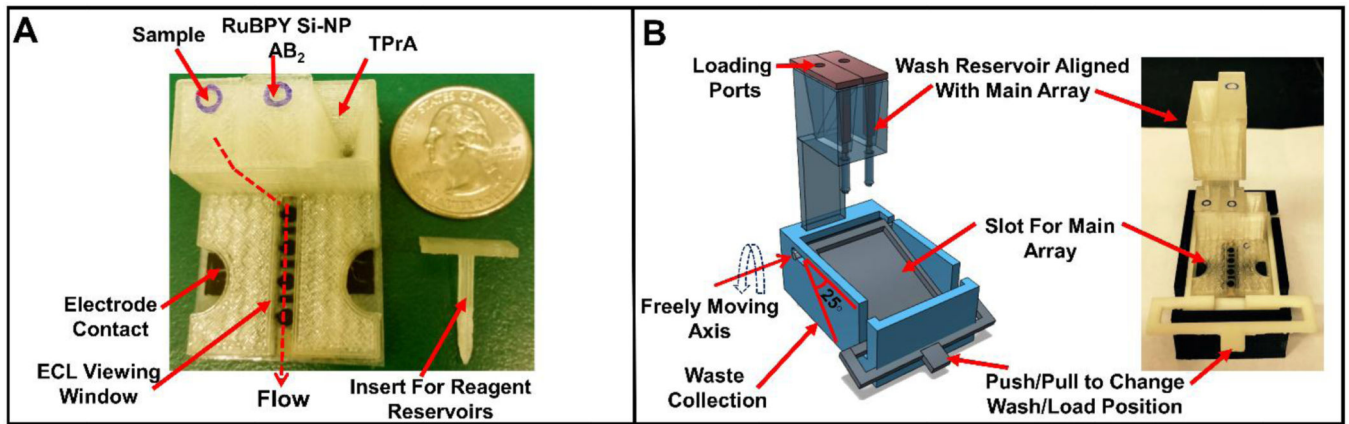 A
Sample
RuBPY Si-NP
AB2
TPrA
Electrode
Contact
ECL Viewing
Window
Flow
Insert For Reagent
Reservoirs
B
Loading
Ports
Wash Reservoir Aligned
With Main Array
Slot For Main
Array
25°
Freely Moving
Axis
Waste
Collection
Push/Pull to Change
Wash/Load Position